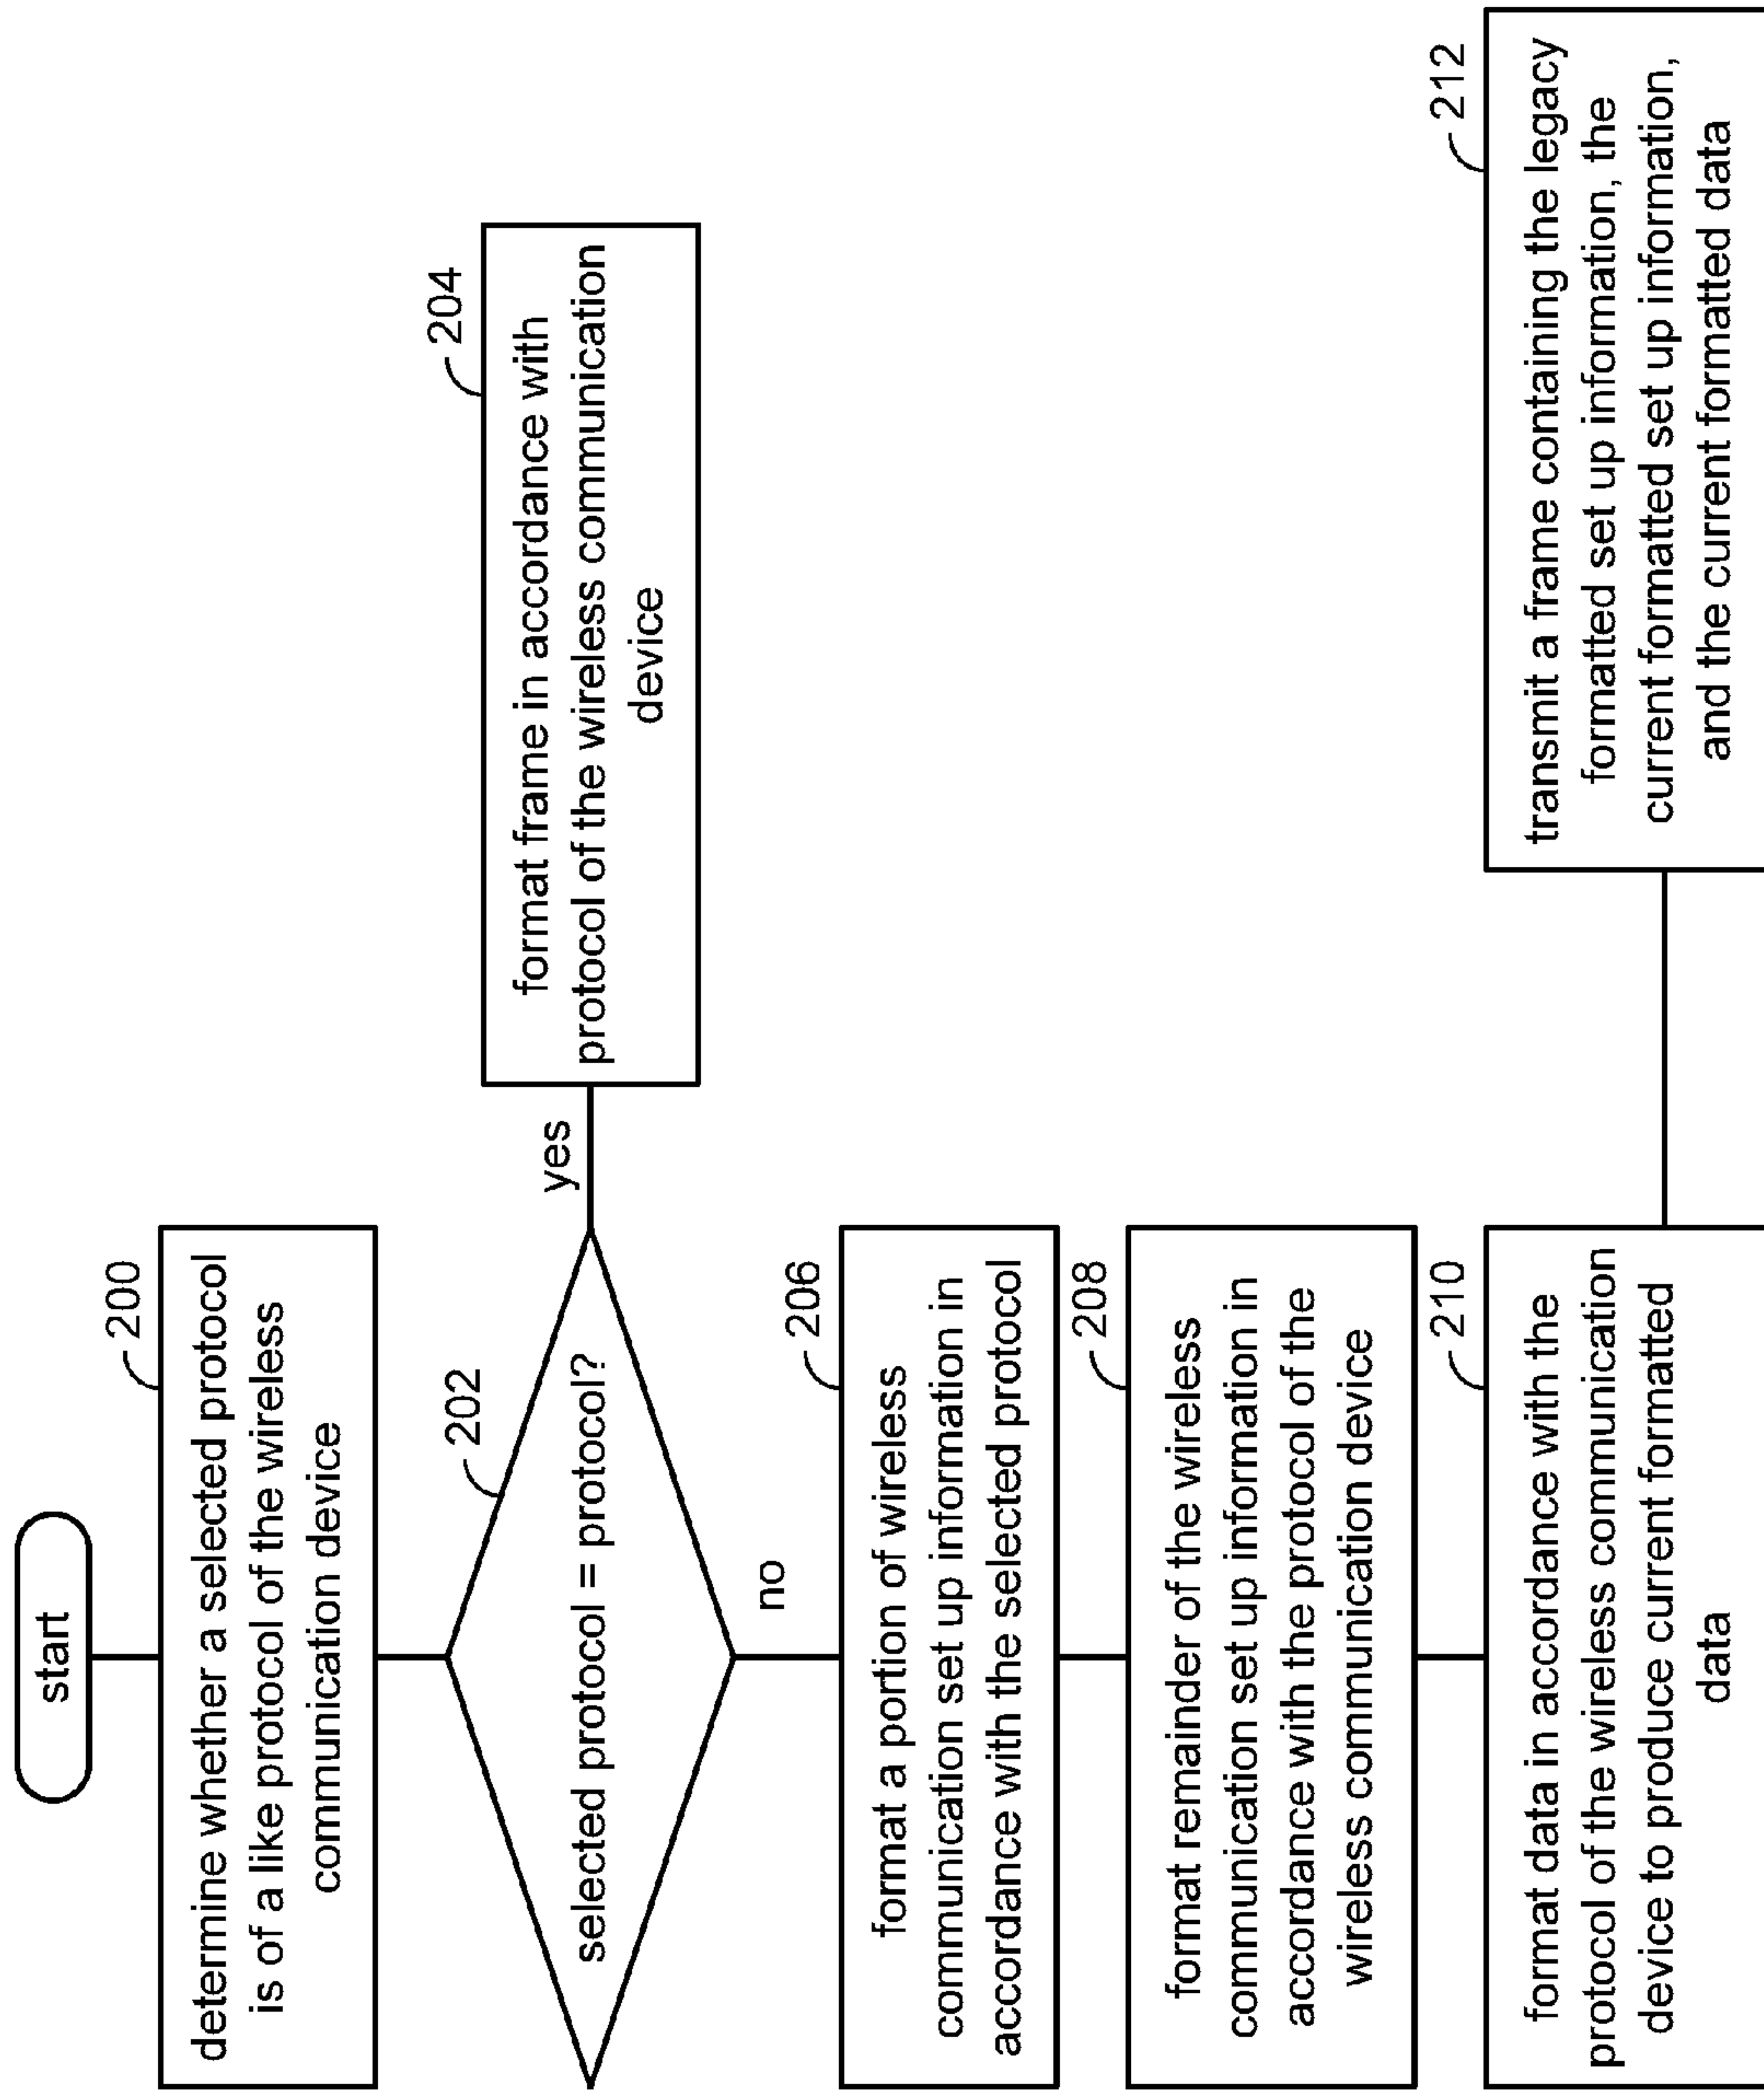 start
200
determine whether a selected protocol
is of a like protocol of the wireless
communication device
202
selected protocol = protocol?
yes
204
format frame in accordance with
protocol of the wireless communication
device
no
206
format a portion of wireless
communication set up information in
accordance with the selected protocol
208
format remainder of the wireless
communication set up information in
accordance with the protocol of the
wireless communication device
210
format data in accordance with the
protocol of the wireless communication
device to produce current formatted
data
212
transmit a frame containing the legacy
formatted set up information, the
current formatted set up information,
and the current formatted data